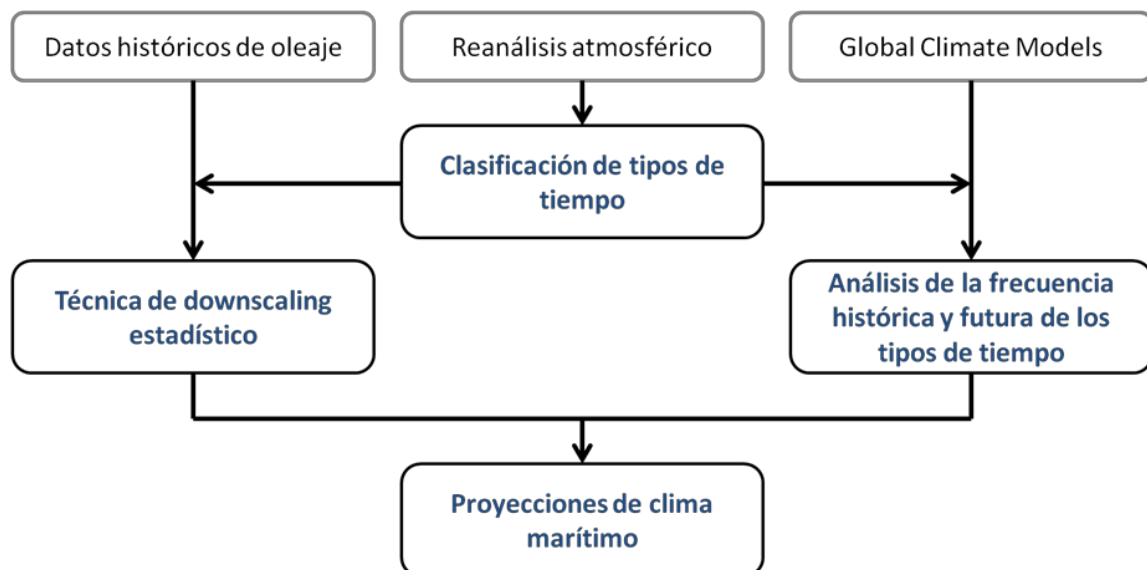 Datos históricos de oleaje
Reanálisis atmosférico
Global Climate Models
Clasificación de tipos de
tiempo
Técnica de downscaling
estadístico
Análisis de la frecuencia
histórica y futura de los
tipos de tiempo
Proyecciones de clima
marítimo